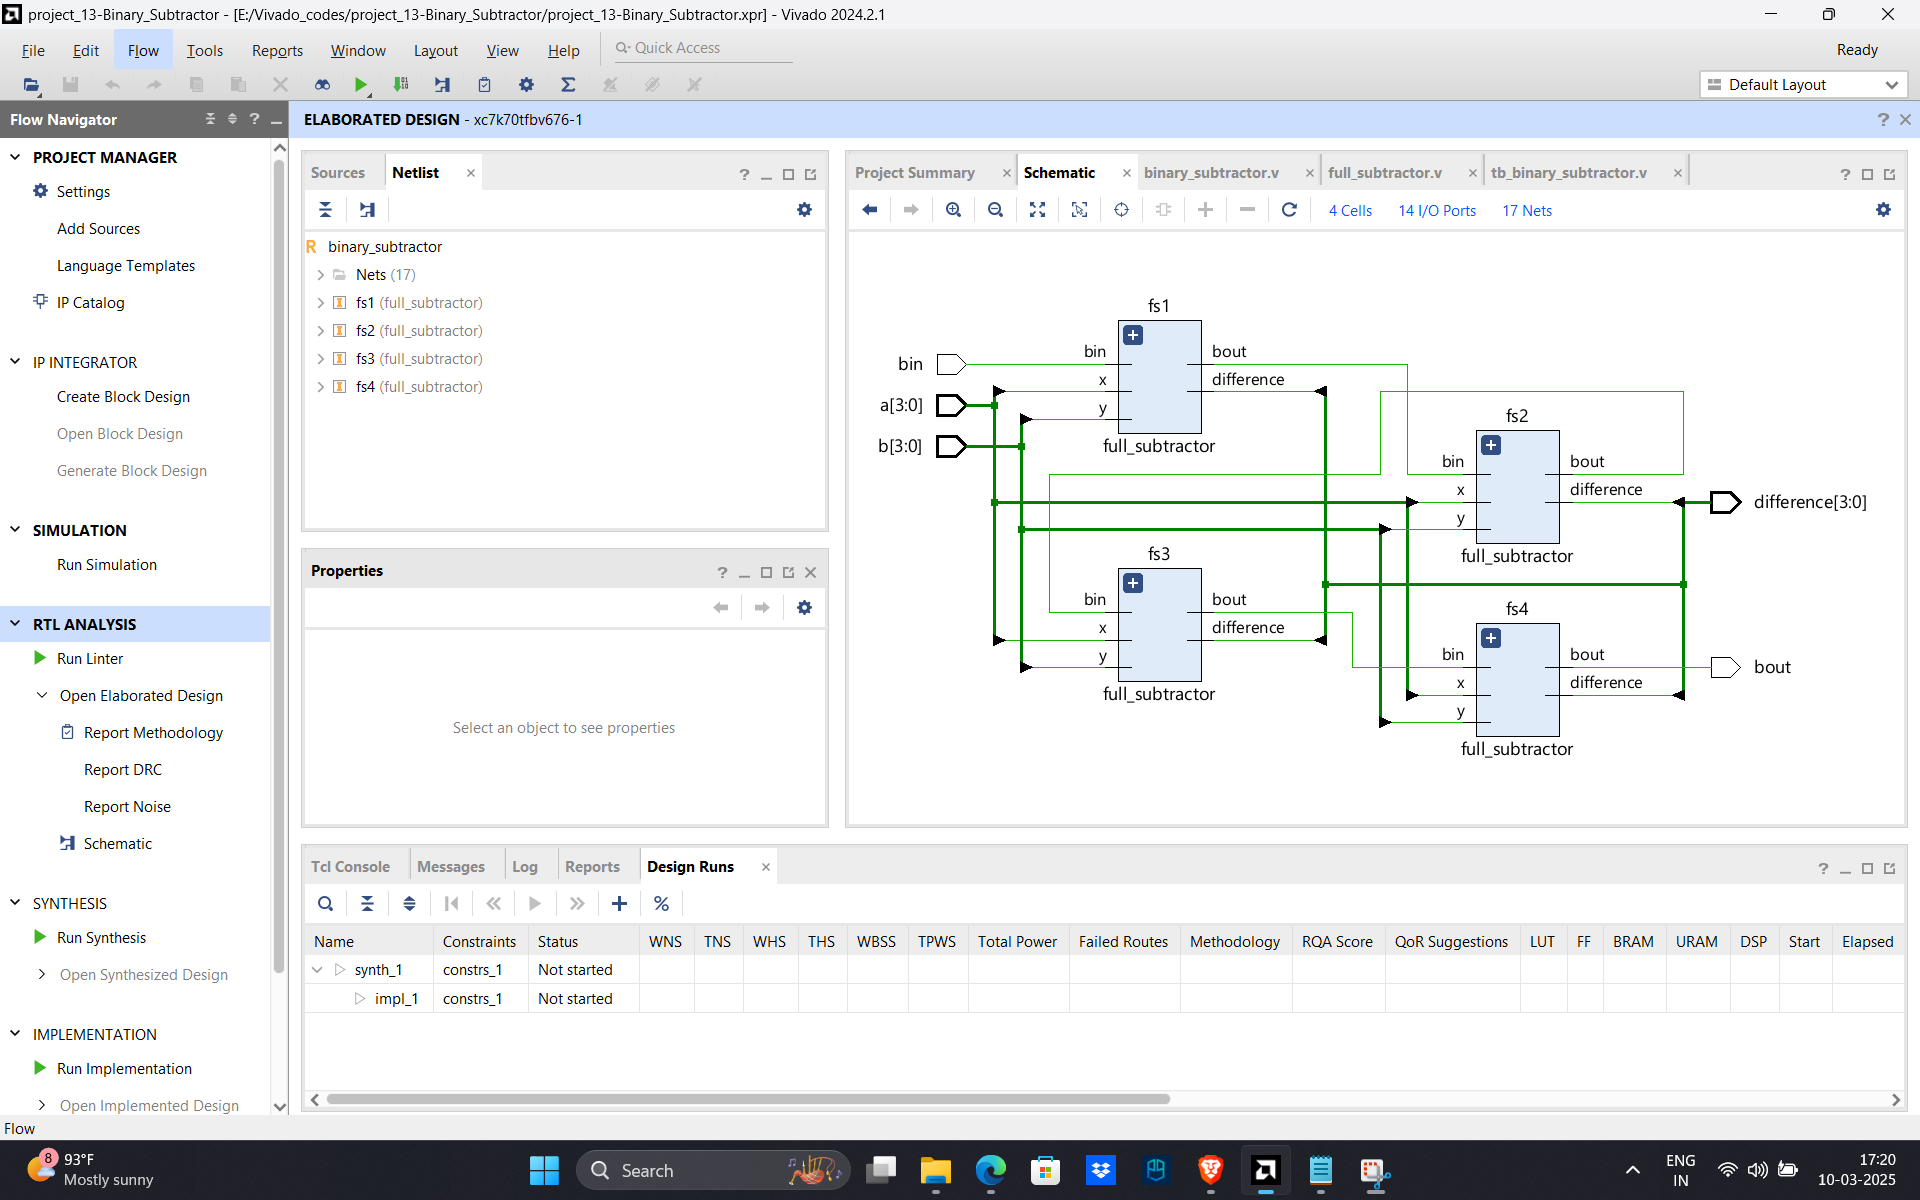 project_13-Binary_Subtractor - [E:/Vivado_codes/project_13-Binary_Subtractor/project_13-Binary_Subtractor.xpr] - Vivado 2024.2.1
File Edit Flow Tools Reports Window Layout View Help Quick Access Ready
Default Layout
Flow Navigator
ELABORATED DESIGN - xc7k70tfbv676-1
PROJECT MANAGER
Settings
Add Sources
Language Templates
IP Catalog
IP INTEGRATOR
Create Block Design
Open Block Design
Generate Block Design
SIMULATION
Run Simulation
RTL ANALYSIS
Run Linter
Open Elaborated Design
Report Methodology
Report DRC
Report Noise
Schematic
SYNTHESIS
Run Synthesis
Open Synthesized Design
IMPLEMENTATION
Run Implementation
Open Implemented Design
Sources Netlist
R binary_subtractor
Nets (17)
fs1 (full_subtractor)
fs2 (full_subtractor)
fs3 (full_subtractor)
fs4 (full_subtractor)
Properties
Select an object to see properties
Project Summary Schematic binary_subtractor.v full_subtractor.v tb_binary_subtractor.v
4 Cells 14 I/O Ports 17 Nets
fs1
bin bin bout
x difference
a[3:0] y
b[3:0] full_subtractor
fs2
bin bout
x difference
difference[3:0]
y
full_subtractor
fs3
bin bout
x difference
y
full_subtractor
fs4
bin bout
bout
x difference
y
full_subtractor
Tcl Console Messages Log Reports Design Runs
Name Constraints Status WNS TNS WHS THS WBSS TPWS Total Power Failed Routes Methodology RQA Score QoR Suggestions LUT FF BRAM URAM DSP Start Elapsed
synth_1 constrs_1 Not started
impl_1 constrs_1 Not started
Flow
8
93°F
Mostly sunny
Search
ENG
IN
17:20
10-03-2025